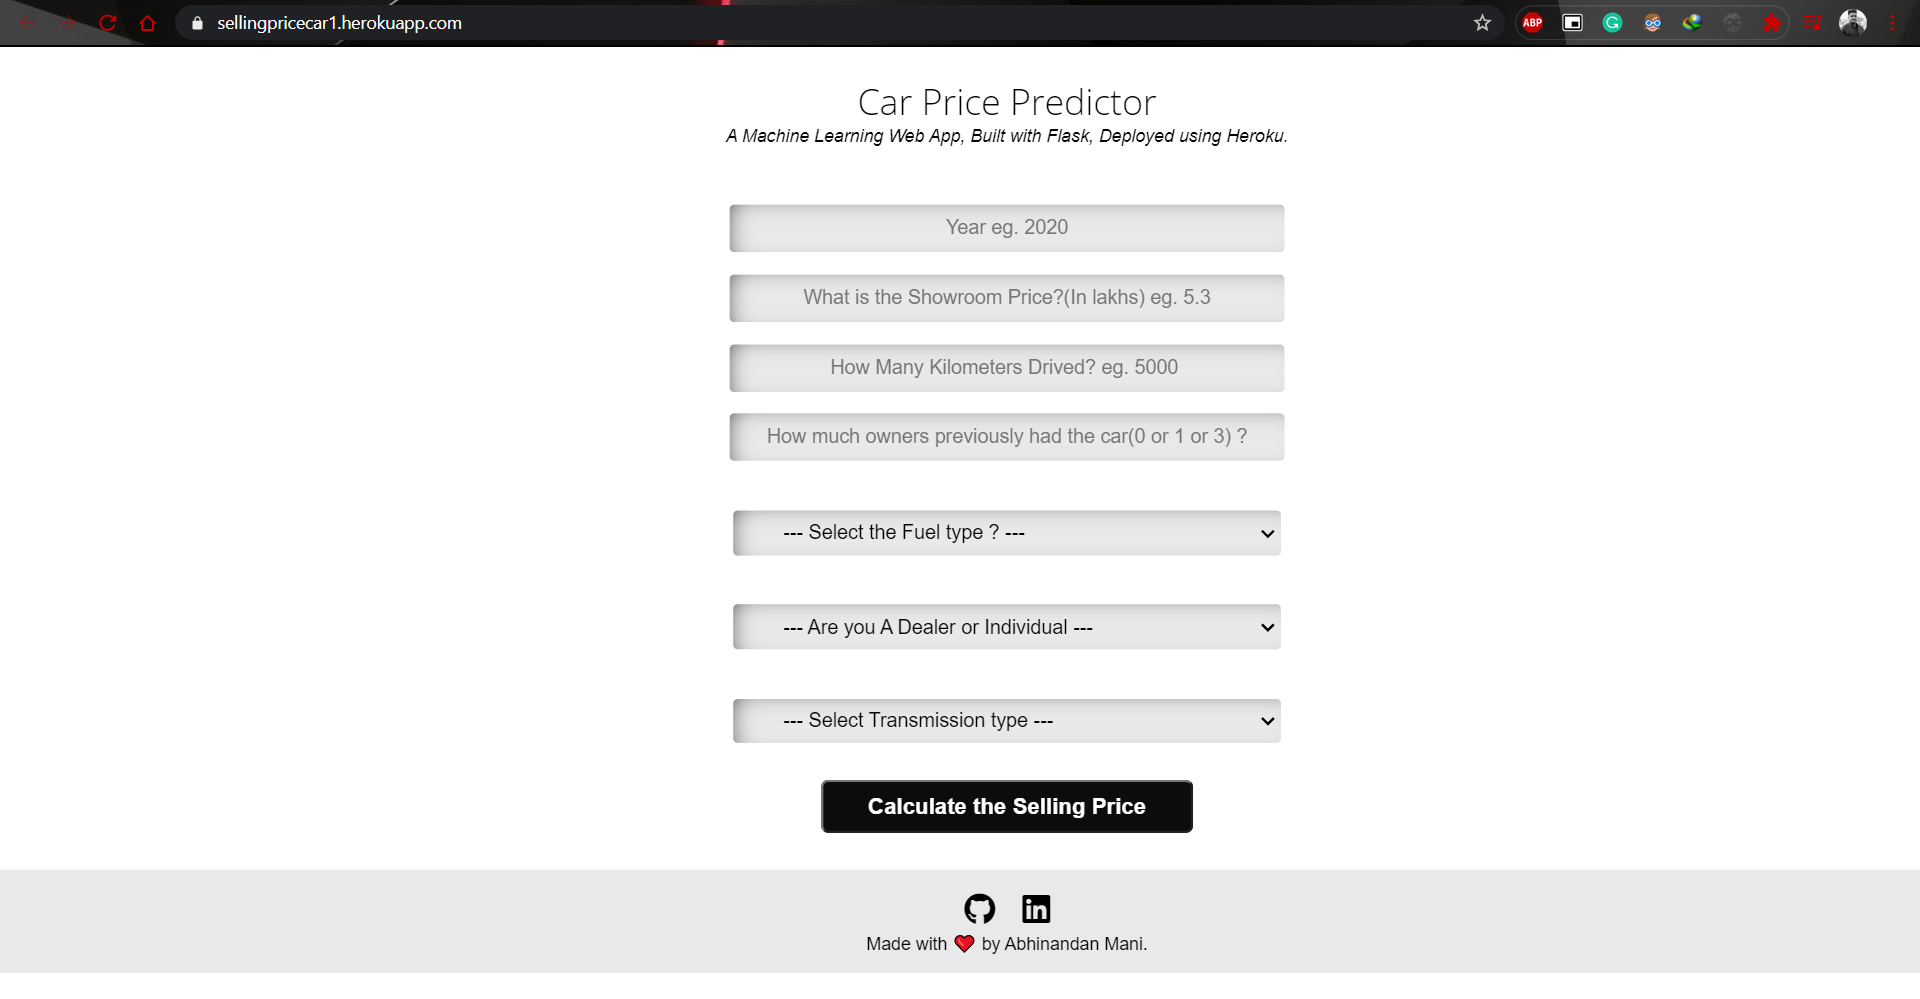 sellingpricecar1.herokuapp.com
ABP
Car Price Predictor
A Machine Learning Web App, Built with Flask, Deployed using Heroku.
Year eg. 2020
What is the Showroom Price?(In lakhs) eg. 5.3
How Many Kilometers Drived? eg. 5000
How much owners previously had the car(0 or 1 or 3) ?
--- Select the Fuel type ? ---
--- Are you A Dealer or Individual ---
--- Select Transmission type ---
Calculate the Selling Price
in
Made with ❤️ by Abhinandan Mani.